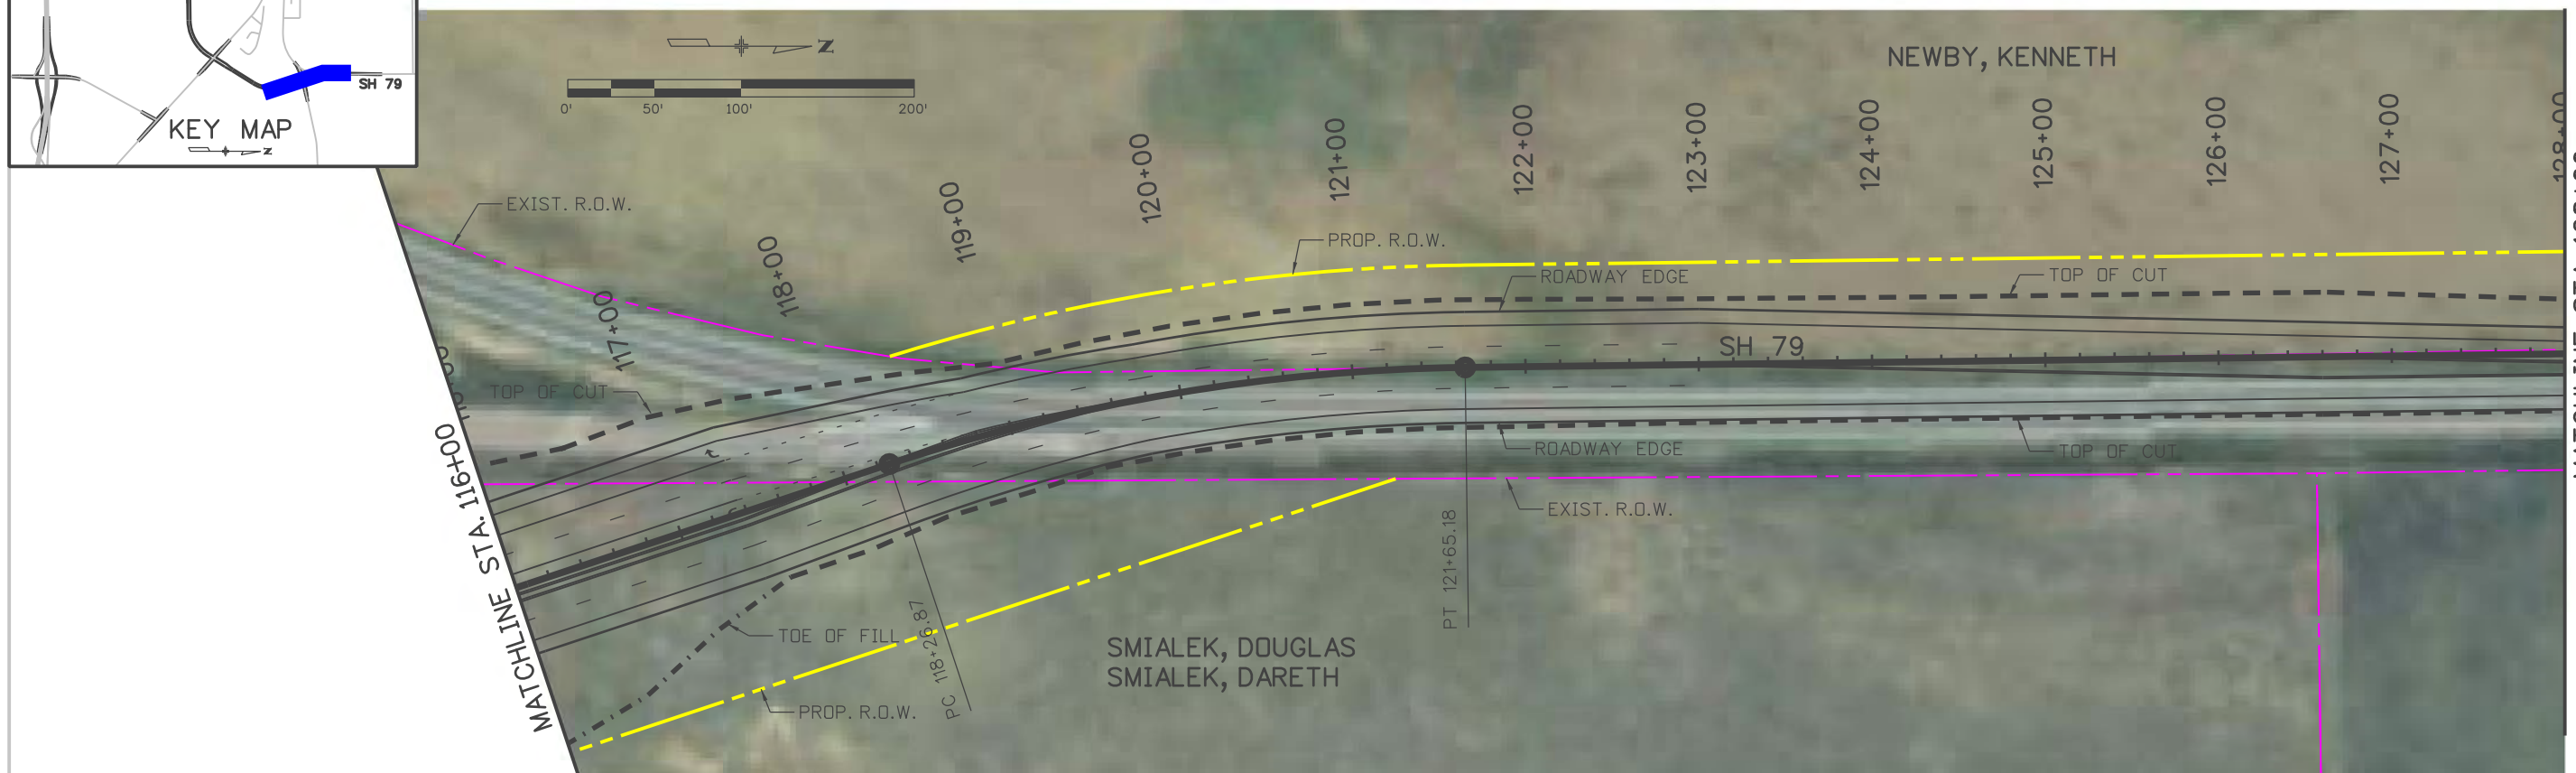 SH 79
KEY MAP
Z
Z
0'
50'
100'
200'
NEWBY, KENNETH
EXIST. R.O.W.
117+00
118+00
119+00
120+00
121+00
122+00
123+00
124+00
125+00
126+00
127+00
128+00
PROP. R.O.W.
ROADWAY EDGE
TOP OF CUT
SH 79
TOP OF CUT
ROADWAY EDGE
TOP OF CUT
EXIST. R.O.W.
MATCHLINE STA. 116+00
TOE OF FILL
PC 118+26.87
PT 121+65.18
SMIALEK, DOUGLAS
SMIALEK, DARETH
PROP. R.O.W.